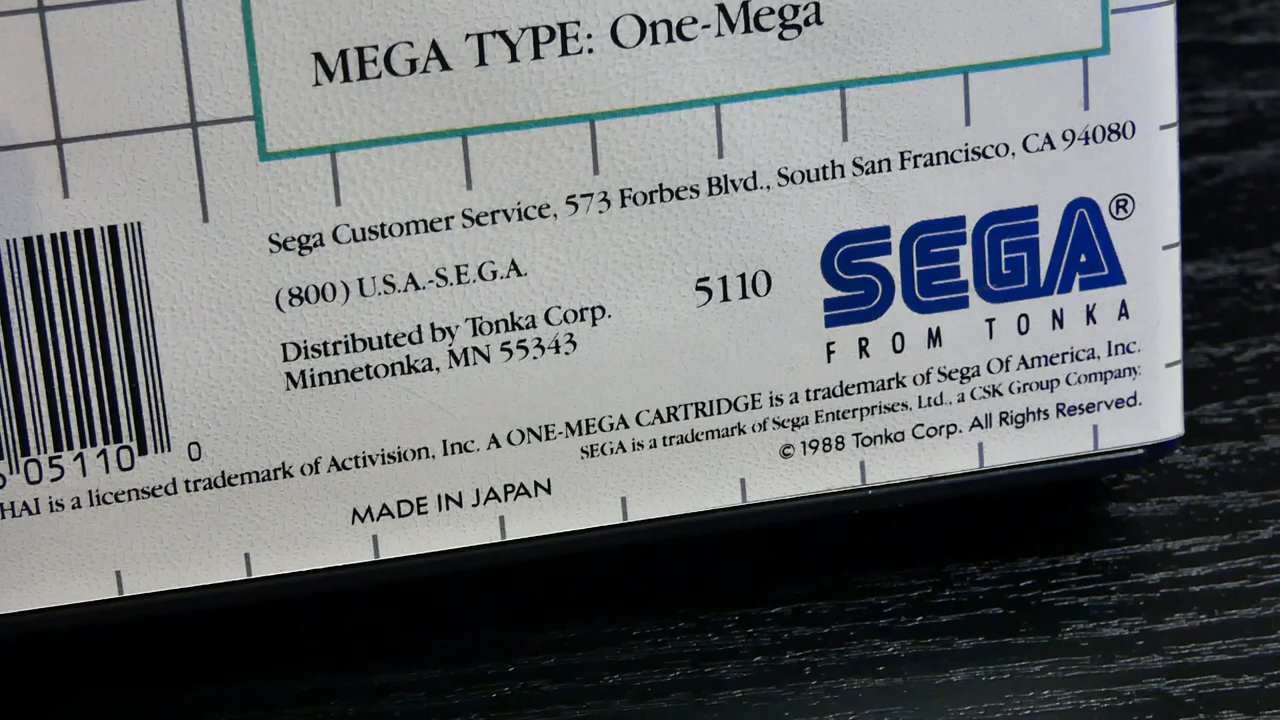 MEGA TYPE: One-Mega
Sega Customer Service, 573 Forbes Blvd., South San Francisco, CA 94080
(800) U.S.A.-S.E.G.A.
5110
SEGA®
FROM TONKA
Distributed by Tonka Corp.
Minnetonka, MN 55343
05110 0
HAI is a licensed trademark of Activision, Inc. A ONE-MEGA CARTRIDGE is a trademark of Sega Of America, Inc.
SEGA is a trademark of Sega Enterprises, Ltd., a CSK Group Company.
© 1988 Tonka Corp. All Rights Reserved.
MADE IN JAPAN